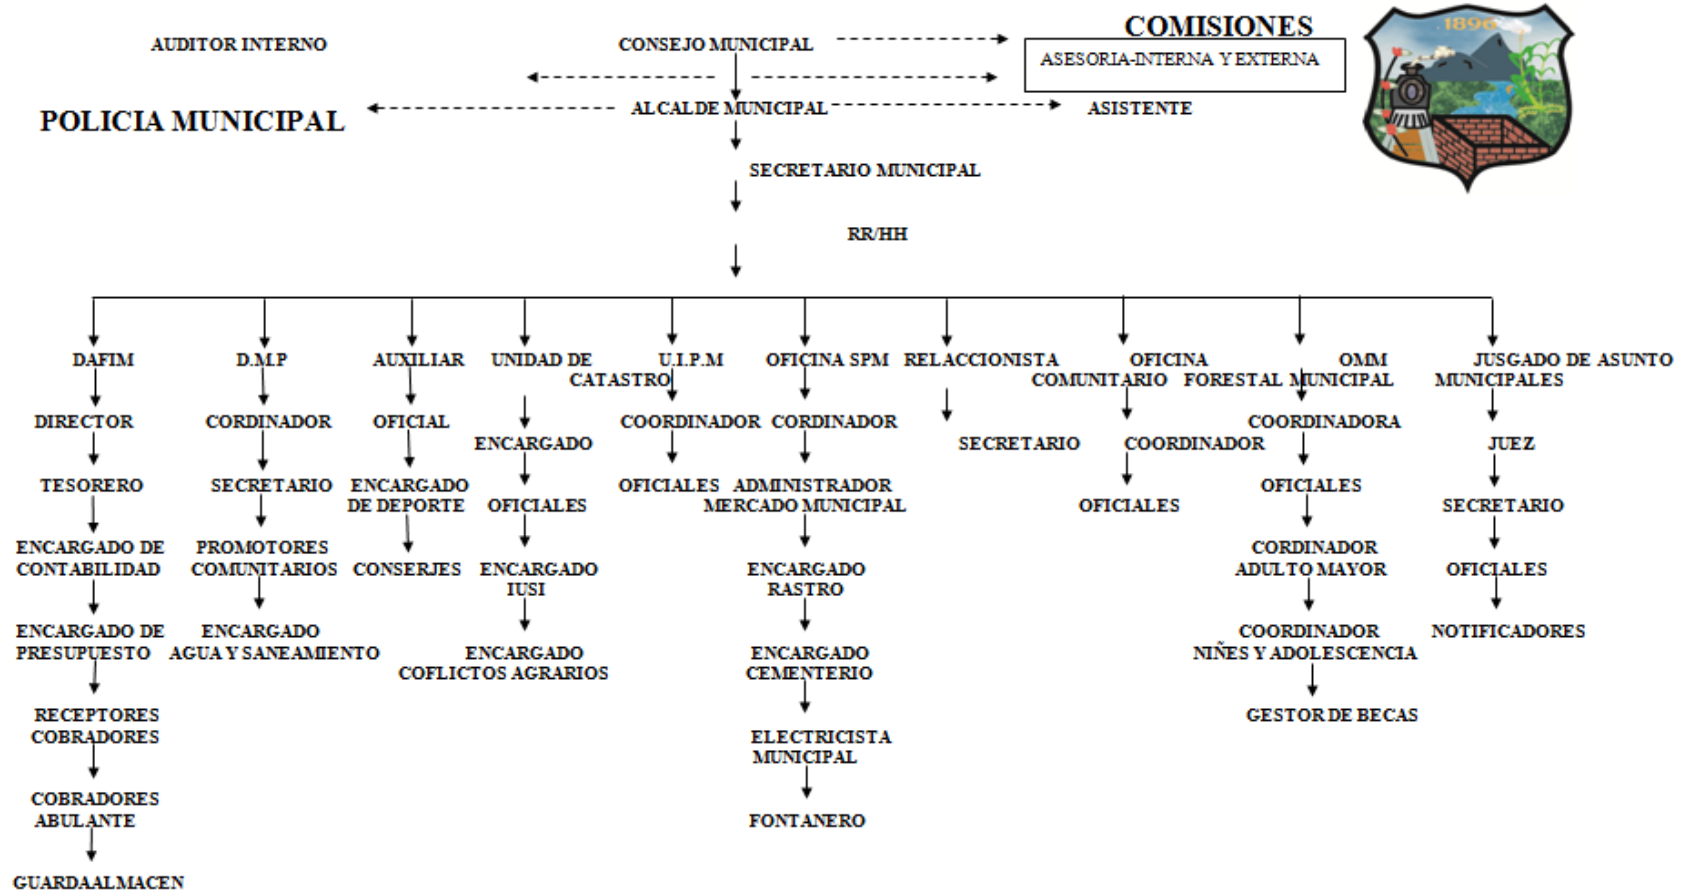 COMISIONES
1896
AUDITOR INTERNO
CONSEJO MUNICIPAL
ASESORIA-INTERNA Y EXTERNA
POLICIA MUNICIPAL
ALCALDE MUNICIPAL
ASISTENTE
SECRETARIO MUNICIPAL
RR/HH
DAFIM
DIRECTOR
TESORERO
ENCARGADO DE
CONTABILIDAD
ENCARGADO DE
PRESUPUESTO
RECEPTORES
COBRADORES
COBRADORES
ABULANTE
GUARDAALMACEN
D.M.P
CORDINADOR
SECRETARIO
PROMOTORES
COMUNITARIOS
ENCARGADO
AGUA Y SANEAMIENTO
AUXILIAR
OFICIAL
ENCARGADO
DE DEPORTE
CONSERJES
UNIDAD DE
CATASTRO
ENCARGADO
OFICIALES
ENCARGADO
IUSI
ENCARGADO
COFLICTOS AGRARIOS
U.I.P.M
COORDINADOR
OFICIALES
OFICINA SPM
CORDINADOR
ADMINISTRADOR
MERCADO MUNICIPAL
ENCARGADO
RASTRO
ENCARGADO
CEMENTERIO
ELECTRICISTA
MUNICIPAL
FONTANERO
RELACCIONISTA
COMUNITARIO
SECRETARIO
OFICINA
FORESTAL MUNICIPAL
COORDINADOR
OFICIALES
OMM
COORDINADORA
OFICIALES
CORDINADOR
ADULTO MAYOR
COORDINADOR
NIÑES Y ADOLESCENCIA
GESTOR DE BECAS
JUSGADO DE ASUNTO
MUNICIPALES
JUEZ
SECRETARIO
OFICIALES
NOTIFICADORES